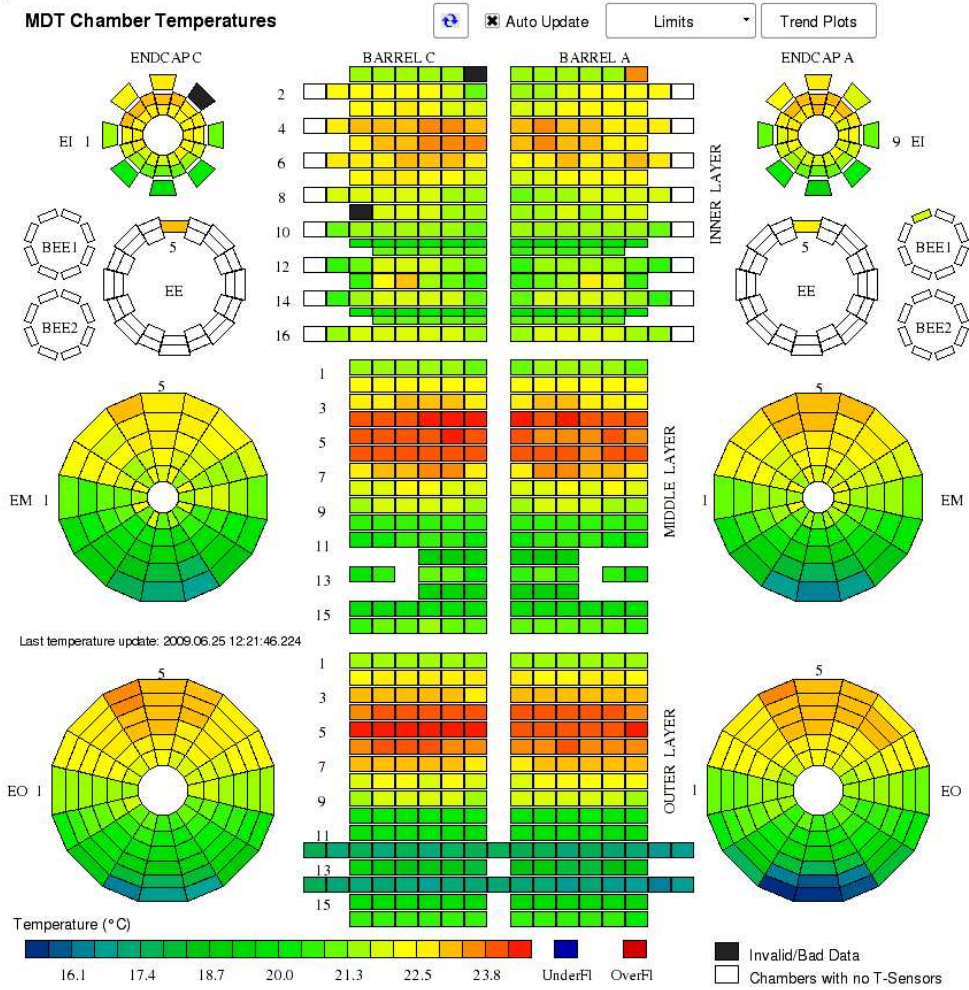 MDT Chamber Temperatures
Auto Update
Limits
Trend Plots
ENDCAP C
BARREL C
BARREL A
ENDCAP A
2
4
EI 1
9 EI
6
INNER LAYER
8
10
BEE1
5
5
BEE1
12
EE
EE
14
BEE2
BEE2
16
1
5
5
3
5
7
MIDDLE LAYER
EM 1
1 EM
9
11
13
15
Last temperature update: 2009.06.25 12:21:46.224
1
5
5
3
5
OUTER LAYER
7
EO 1
1 EO
9
11
13
15
Temperature (°C)
16.1 17.4 18.7 20.0 21.3 22.5 23.8
UnderFl
OverFl
Invalid/Bad Data
Chambers with no T-Sensors